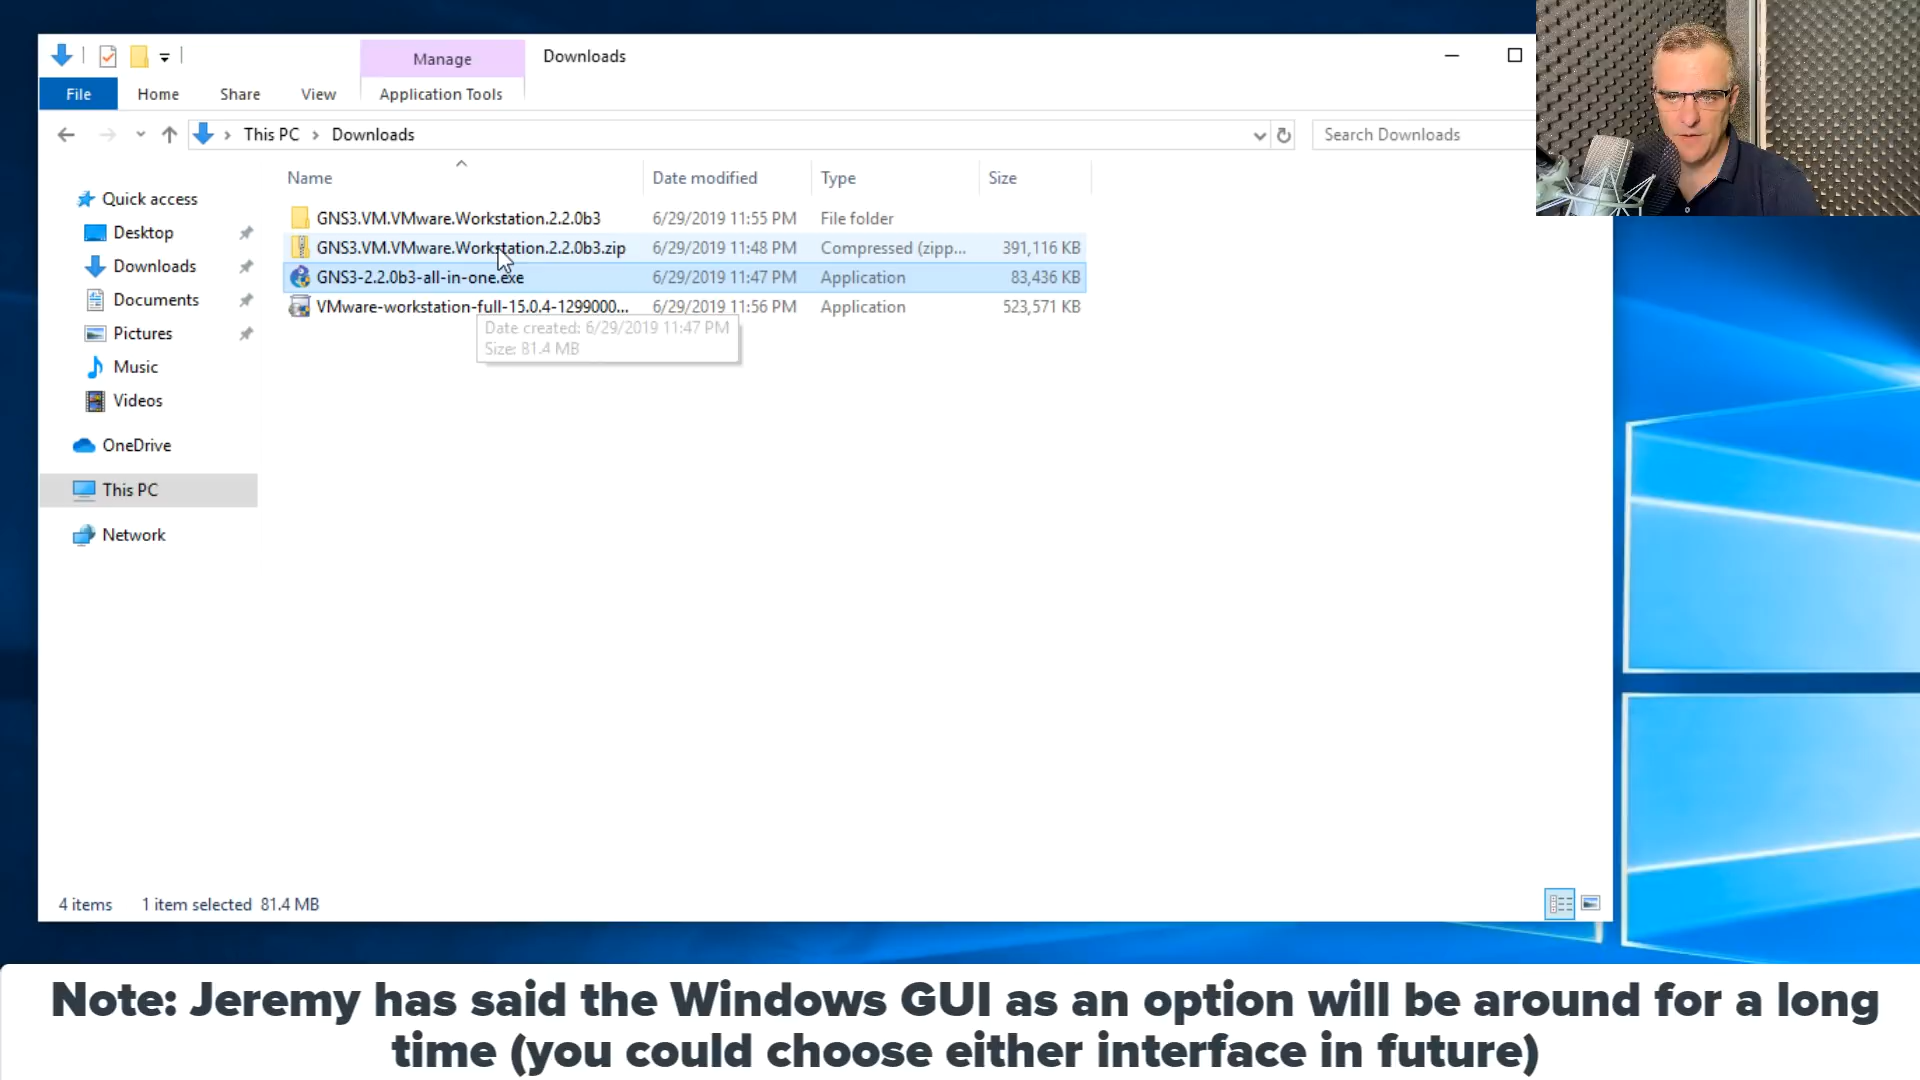 Manage
Downloads
File
Home
Share
View
Application Tools
This PC
Downloads
Search Downloads
Name
Date modified
Type
Size
Quick access
Desktop
Downloads
Documents
Pictures
Music
Videos
OneDrive
This PC
Network
GNS3.VM.VMware.Workstation.2.2.0b3 6/29/2019 11:55 PM File folder
GNS3.VM.VMware.Workstation.2.2.0b3.zip 6/29/2019 11:48 PM Compressed (zipp... 391,116 KB
GNS3-2.2.0b3-all-in-one.exe 6/29/2019 11:47 PM Application 83,436 KB
VMware-workstation-full-15.0.4-1299000... 6/29/2019 11:56 PM Application 523,571 KB
Date created: 6/29/2019 11:47 PM
Size: 81.4 MB
4 items 1 item selected 81.4 MB
Note: Jeremy has said the Windows GUI as an option will be around for a long
time (you could choose either interface in future)